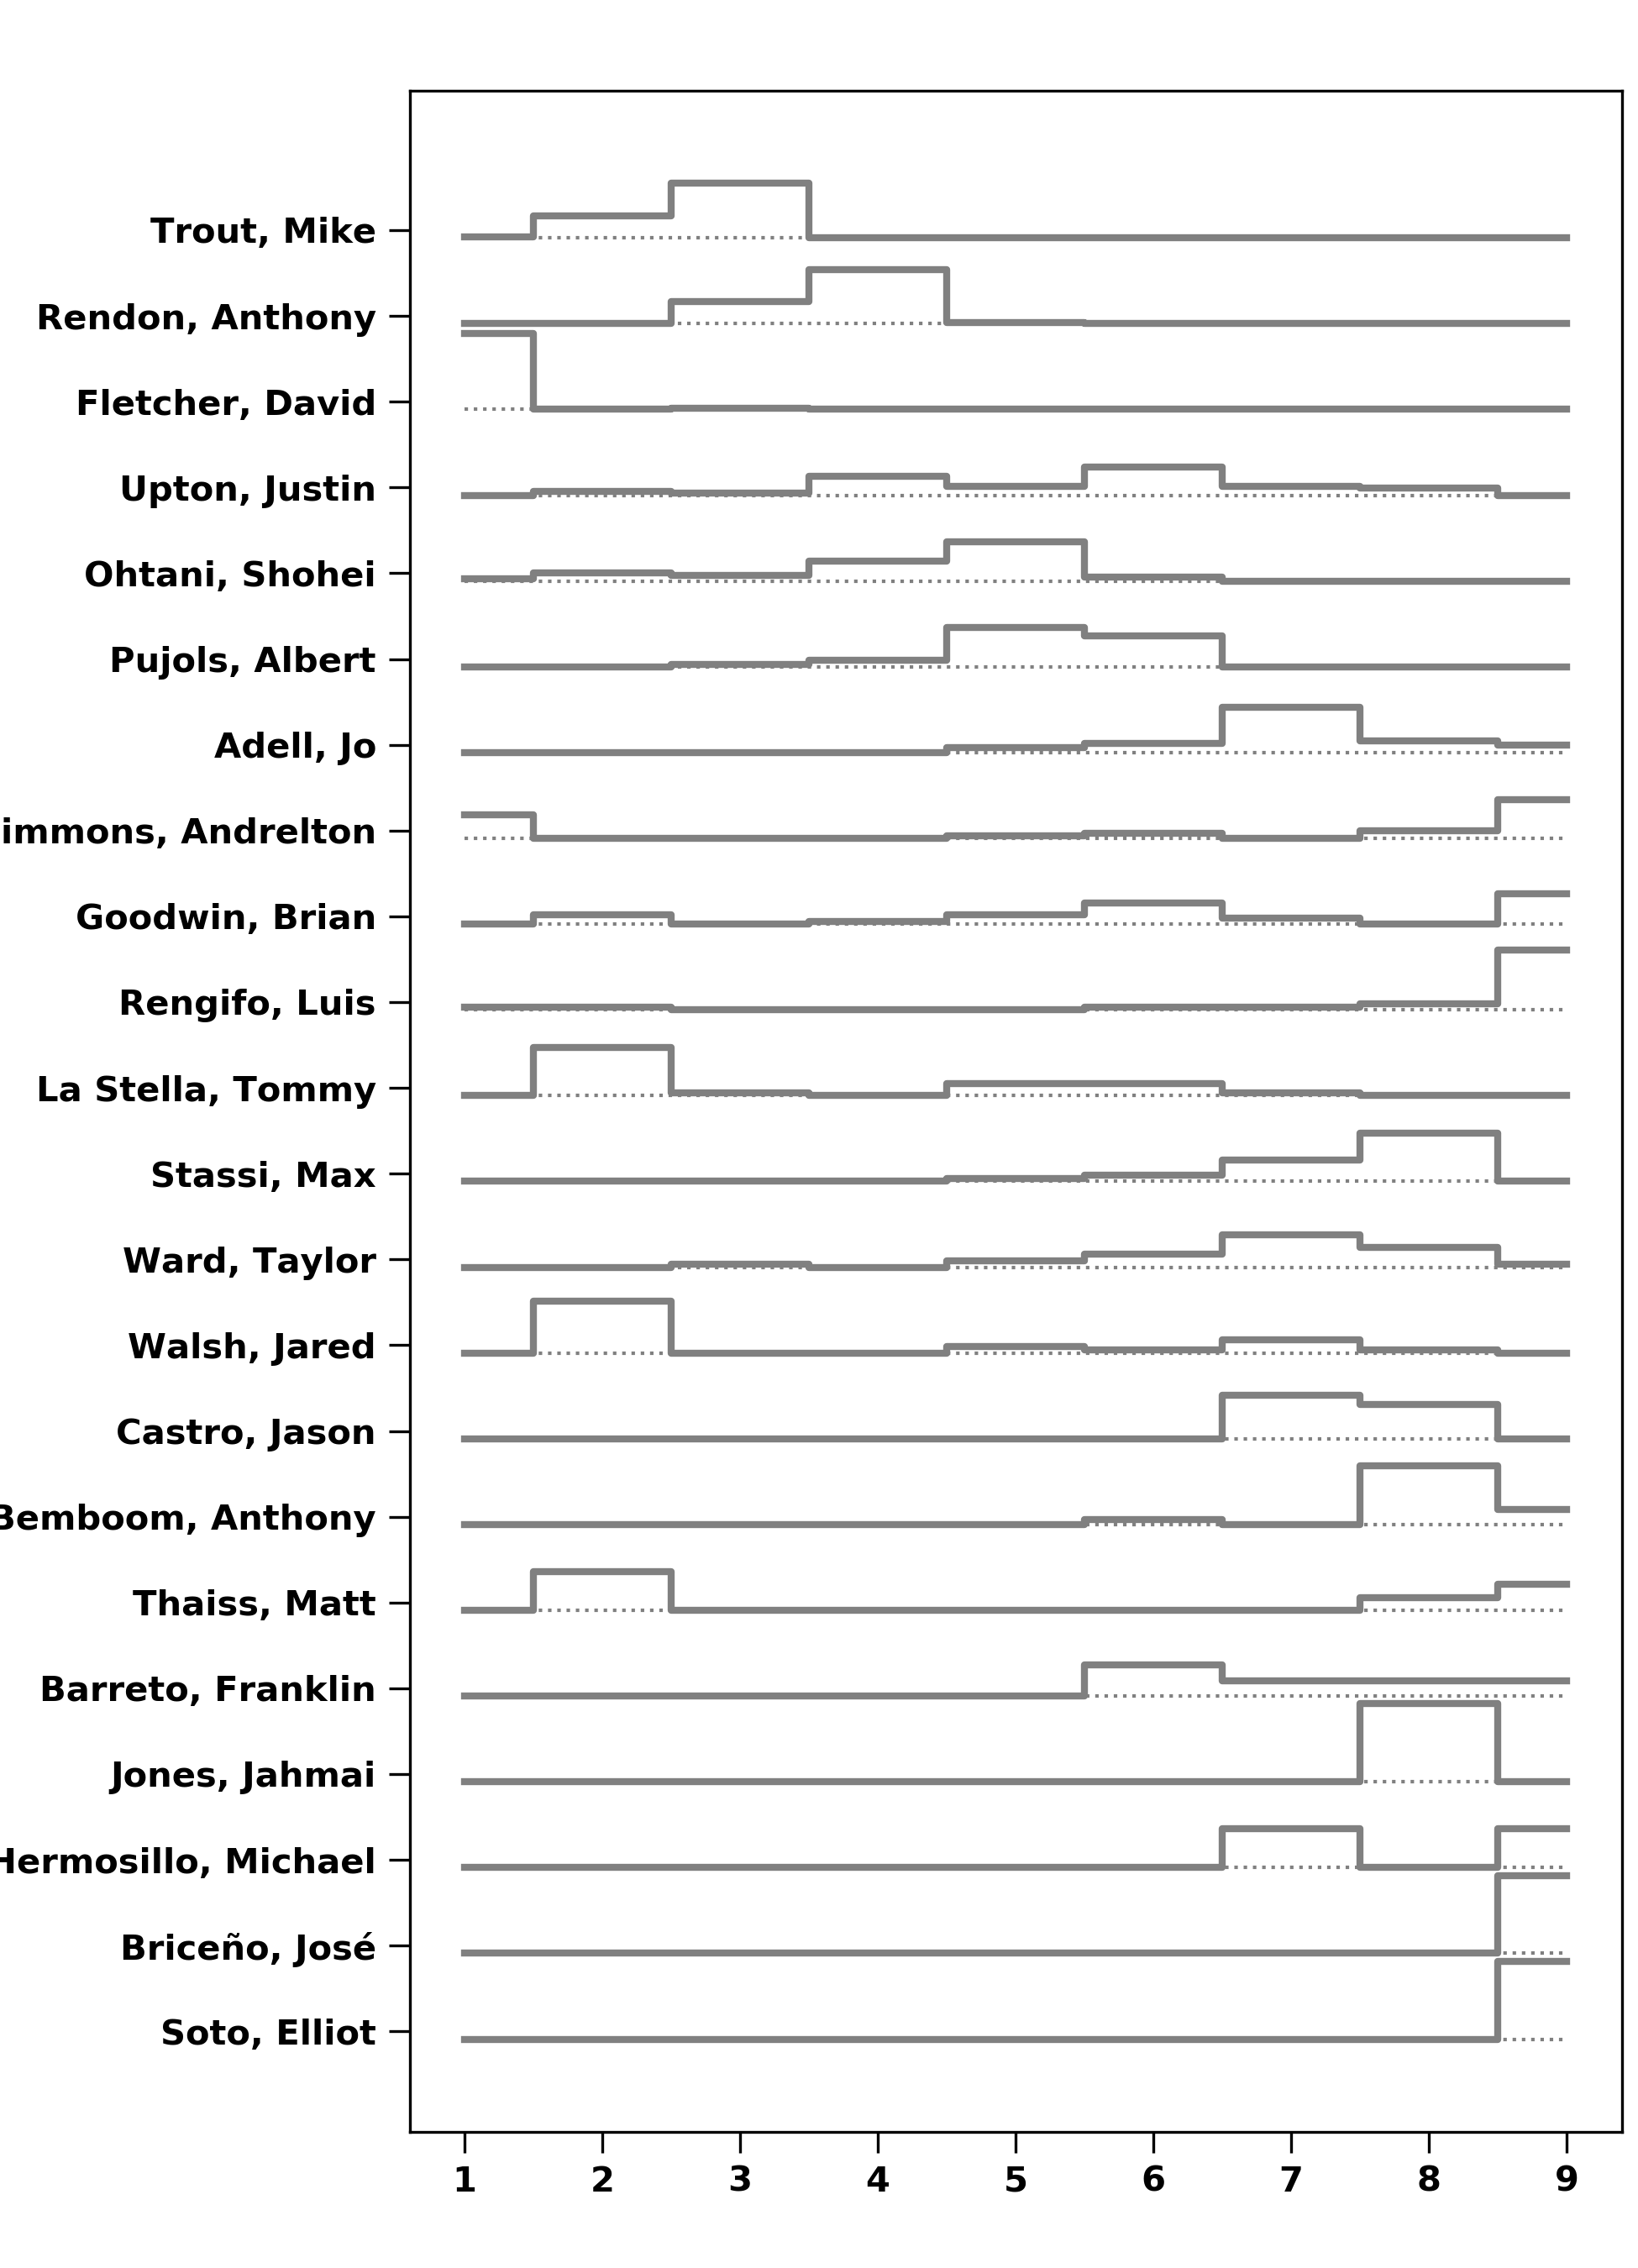 Trout, Mike
Rendon, Anthony
Fletcher, David
Upton, Justin
Ohtani, Shohei
Pujols, Albert
Adell, Jo
immons, Andrelton
Goodwin, Brian
Rengifo, Luis
La Stella, Tommy
Stassi, Max
Ward, Taylor
Walsh, Jared
Castro, Jason
Bemboom, Anthony
Thaiss, Matt
Barreto, Franklin
Jones, Jahmai
Hermosillo, Michael
Briceño, José
Soto, Elliot
1 2 3 4 5 6 7 8 9